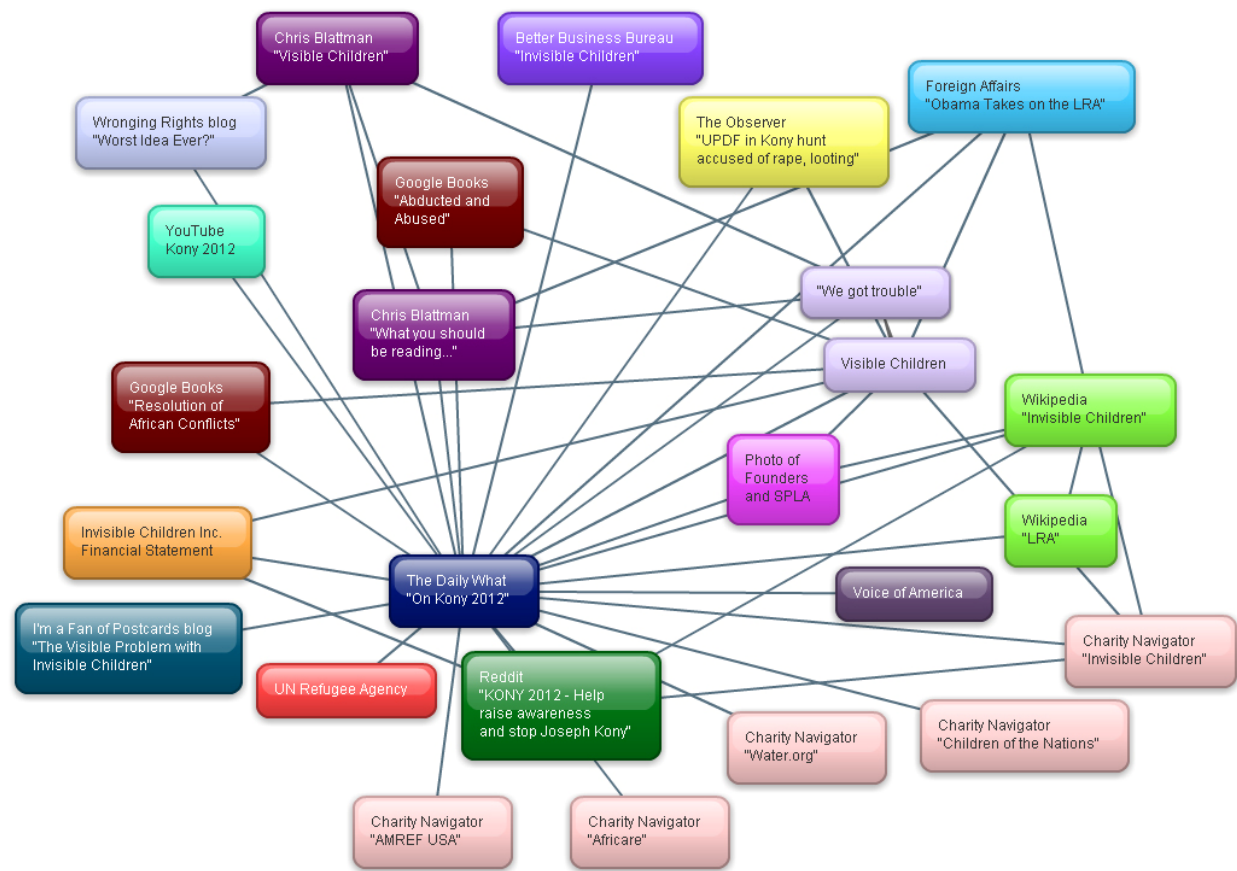 Chris Blattman
"Visible Children"
Better Business Bureau
"Invisible Children"
Foreign Affairs
"Obama Takes on the LRA"
Wronging Rights blog
"Worst Idea Ever?"
The Observer
"UPDF in Kony hunt
accused of rape, looting"
Google Books
"Abducted and
Abused"
YouTube
Kony 2012
"We got trouble"
Chris Blattman
"What you should
be reading..."
Visible Children
Google Books
"Resolution of
African Conflicts"
Wikipedia
"Invisible Children"
Photo of
Founders
and SPLA
Invisible Children Inc.
Financial Statement
Wikipedia
"LRA"
The Daily What
"On Kony 2012"
Voice of America
I'm a Fan of Postcards blog
"The Visible Problem with
Invisible Children"
Charity Navigator
"Invisible Children"
UN Refugee Agency
Reddit
"KONY 2012 - Help
raise awareness
and stop Joseph Kony"
Charity Navigator
"Water.org"
Charity Navigator
"Children of the Nations"
Charity Navigator
"AMREF USA"
Charity Navigator
"Africare"